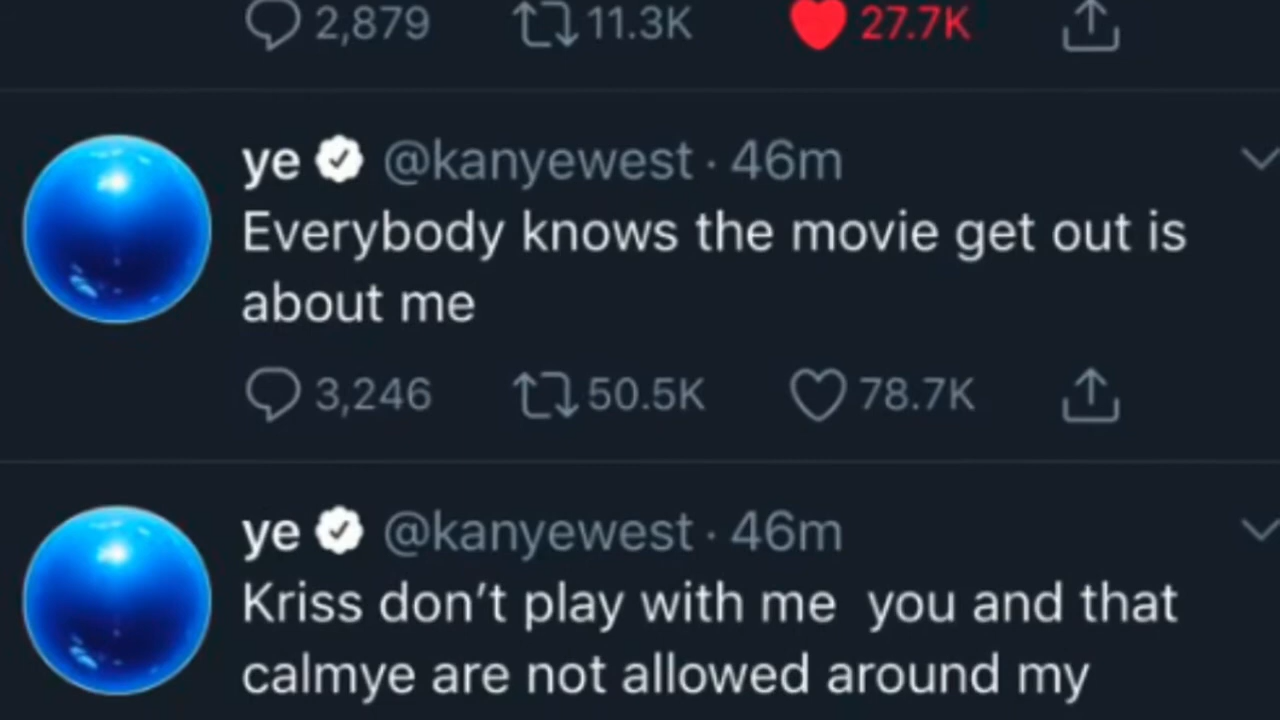 2,879 11.3K 27.7K
ye @kanyewest · 46m
Everybody knows the movie get out is
about me
3,246 50.5K 78.7K
ye @kanyewest · 46m
Kriss don’t play with me  you and that
calmye are not allowed around my